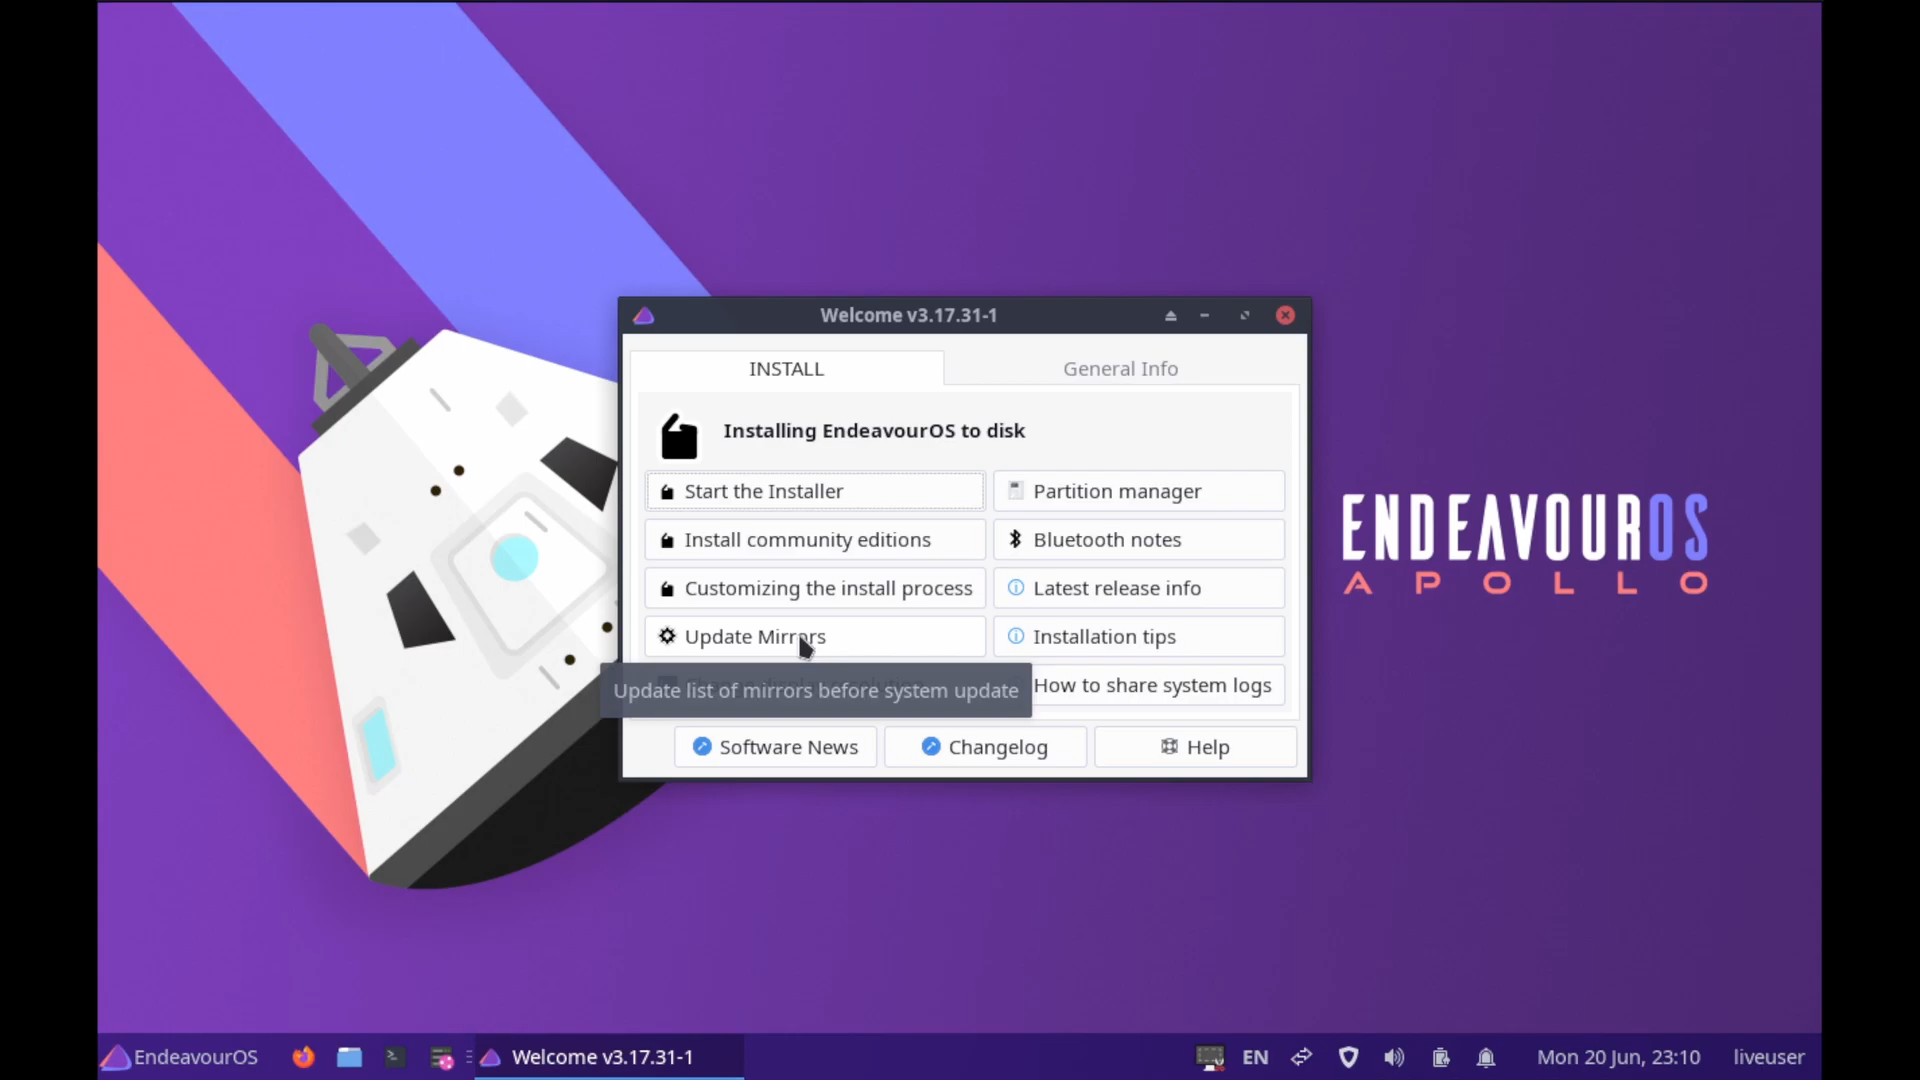 Welcome v3.17.31-1
INSTALL
General Info
Installing EndeavourOS to disk
Start the Installer
Partition manager
Install community editions
Bluetooth notes
Customizing the install process
Latest release info
Update Mirrors
Installation tips
Update list of mirrors before system update
How to share system logs
Software News
Changelog
Help
ENDEAVOUROS
APOLLO
EndeavourOS
Welcome v3.17.31-1
EN
Mon 20 Jun, 23:10
liveuser